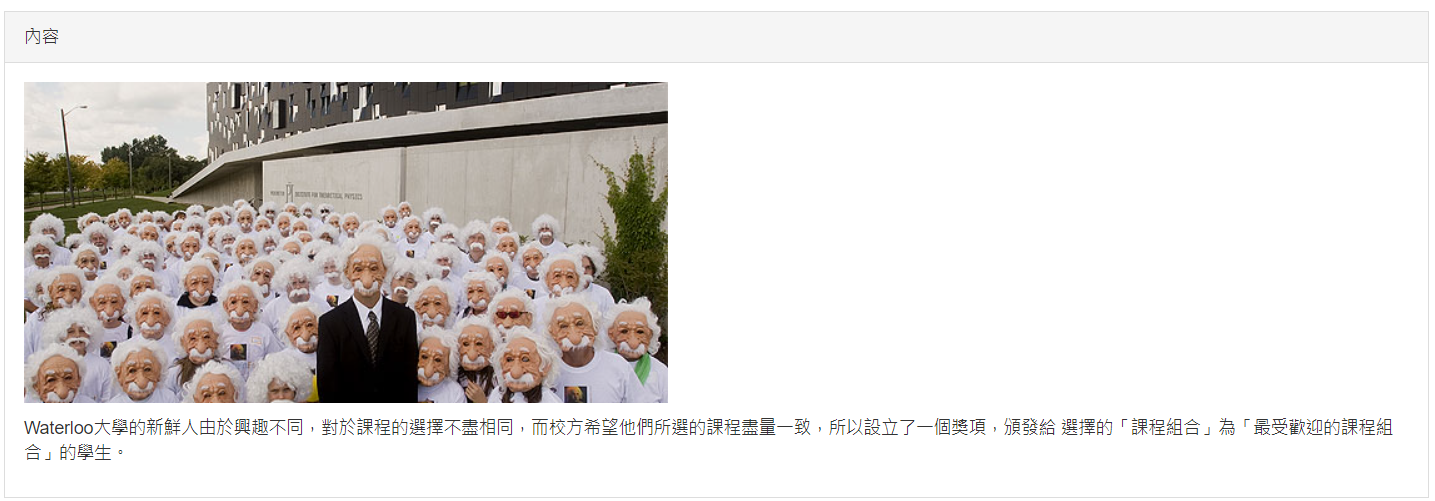 內容
PERIMETER PI INSTITUTE FOR THEORETICAL PHYSICS
Waterloo大學的新鮮人由於興趣不同，對於課程的選擇不盡相同，而校方希望他們所選的課程盡量一致，所以設立了一個獎項，頒發給 選擇的「課程組合」為「最受歡迎的課程組
合」的學生。